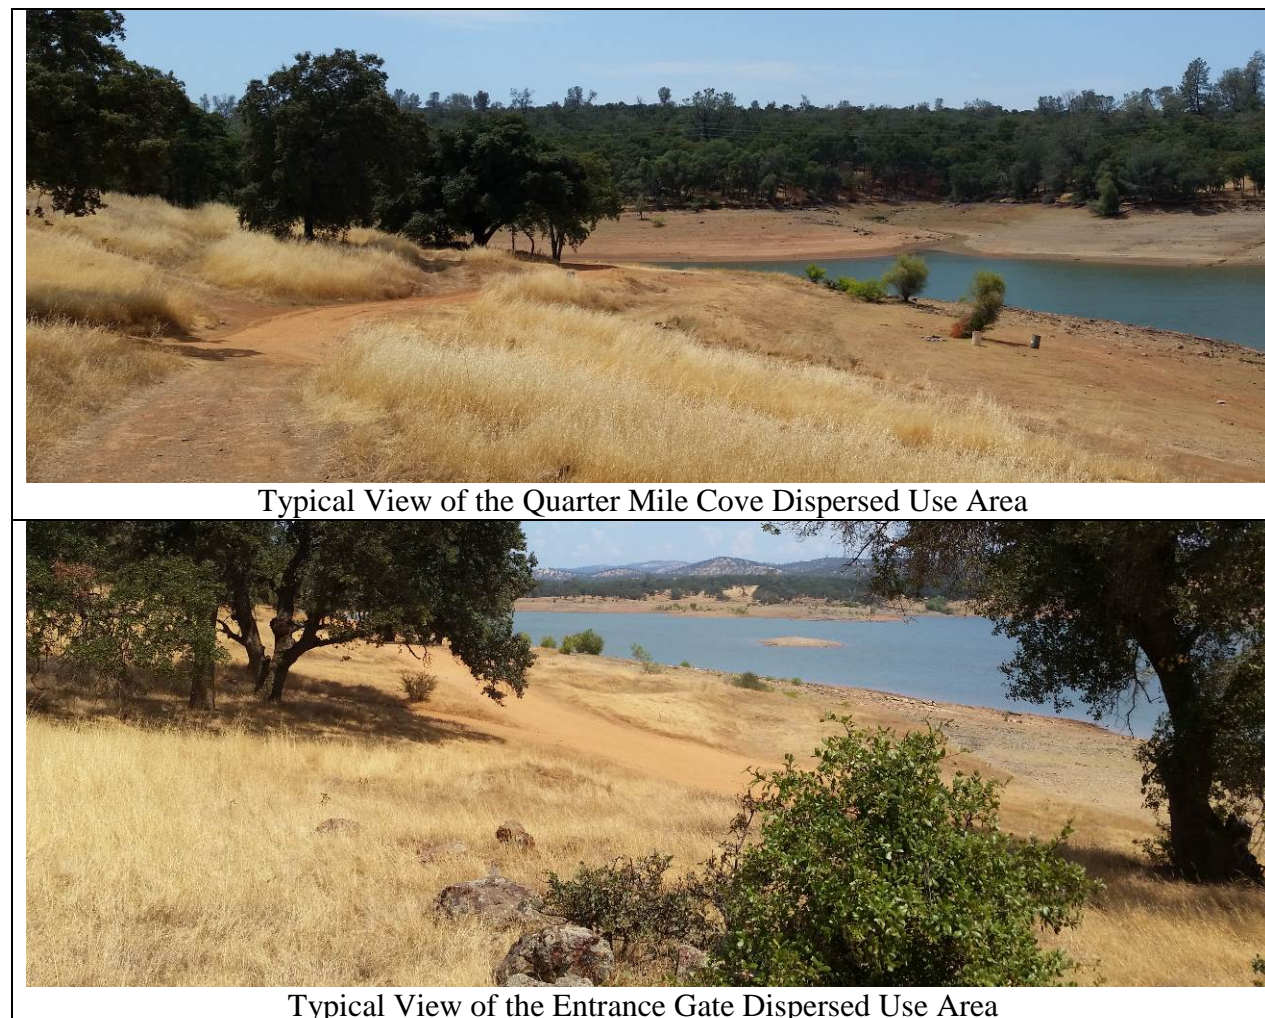 Typical View of the Quarter Mile Cove Dispersed Use Area
Typical View of the Entrance Gate Dispersed Use Area